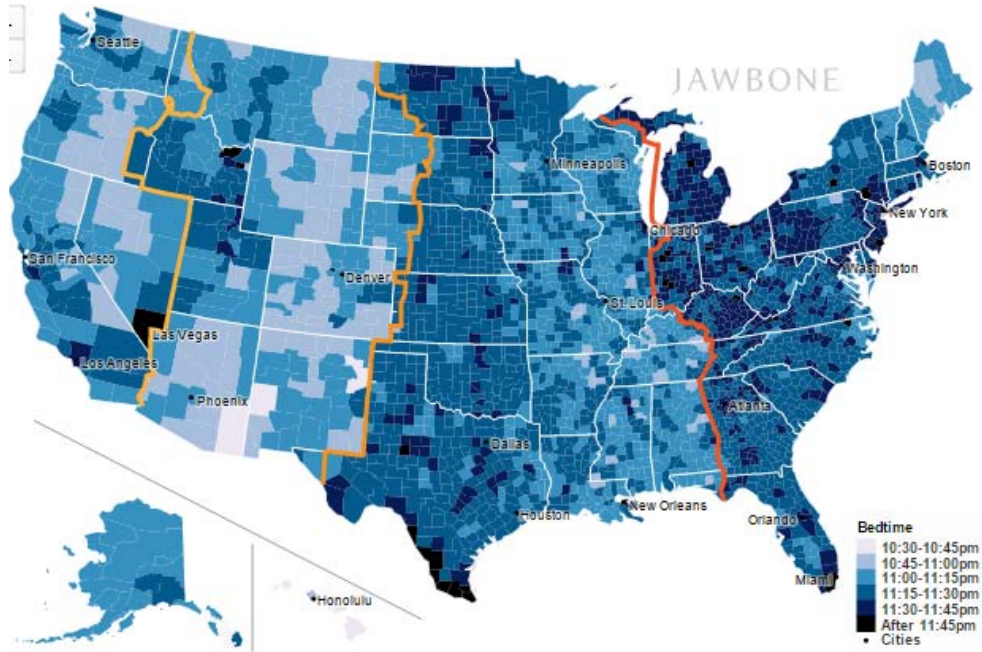 Seattle
JAWBONE
Minneapolis
Boston
New York
Chicago
San Francisco
Denver
Washington
St. Louis
Las Vegas
Los Angeles
Phoenix
Atlanta
Dallas
New Orleans
Houston
Orlando
Miami
Honolulu
Bedtime
10:30-10:45pm
10:45-11:00pm
11:00-11:15pm
11:15-11:30pm
11:30-11:45pm
After 11:45pm
Cities